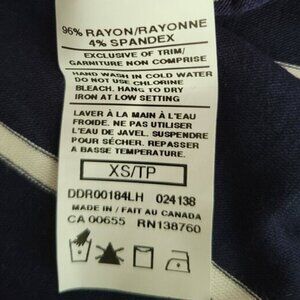 96% RAYON/RAYONNE
4% SPANDEX
EXCLUSIVE OF TRIM/
GARNITURE NON COMPRISE
HAND WASH IN COLD WATER
DO NOT USE CHLORINE
BLEACH. HANG TO DRY
IRON AT LOW SETTING
LAVER À LA MAIN À L'EAU
FROIDE. NE PAS UTILISER
L'EAU DE JAVEL. SUSPENDRE
POUR SÉCHER. REPASSER
À BASSE TEMPERATURE.
XS/TP
DDR00184LH 024138
MADE IN / FAIT AU CANADA
CA 00655 RN138760